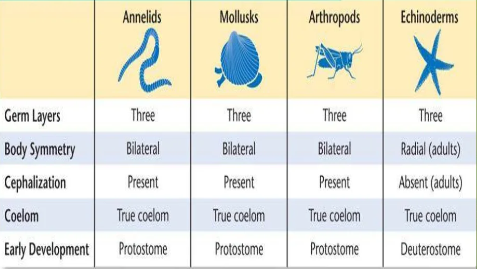 Annelids Mollusks Arthropods Echinoderms
Germ Layers Three Three Three Three
Body Symmetry Bilateral Bilateral Bilateral Radial (adults)
Cephalization Present Present Present Absent (adults)
Coelom True coelom True coelom True coelom True coelom
Early Development Protostome Protostome Protostome Deuterostome